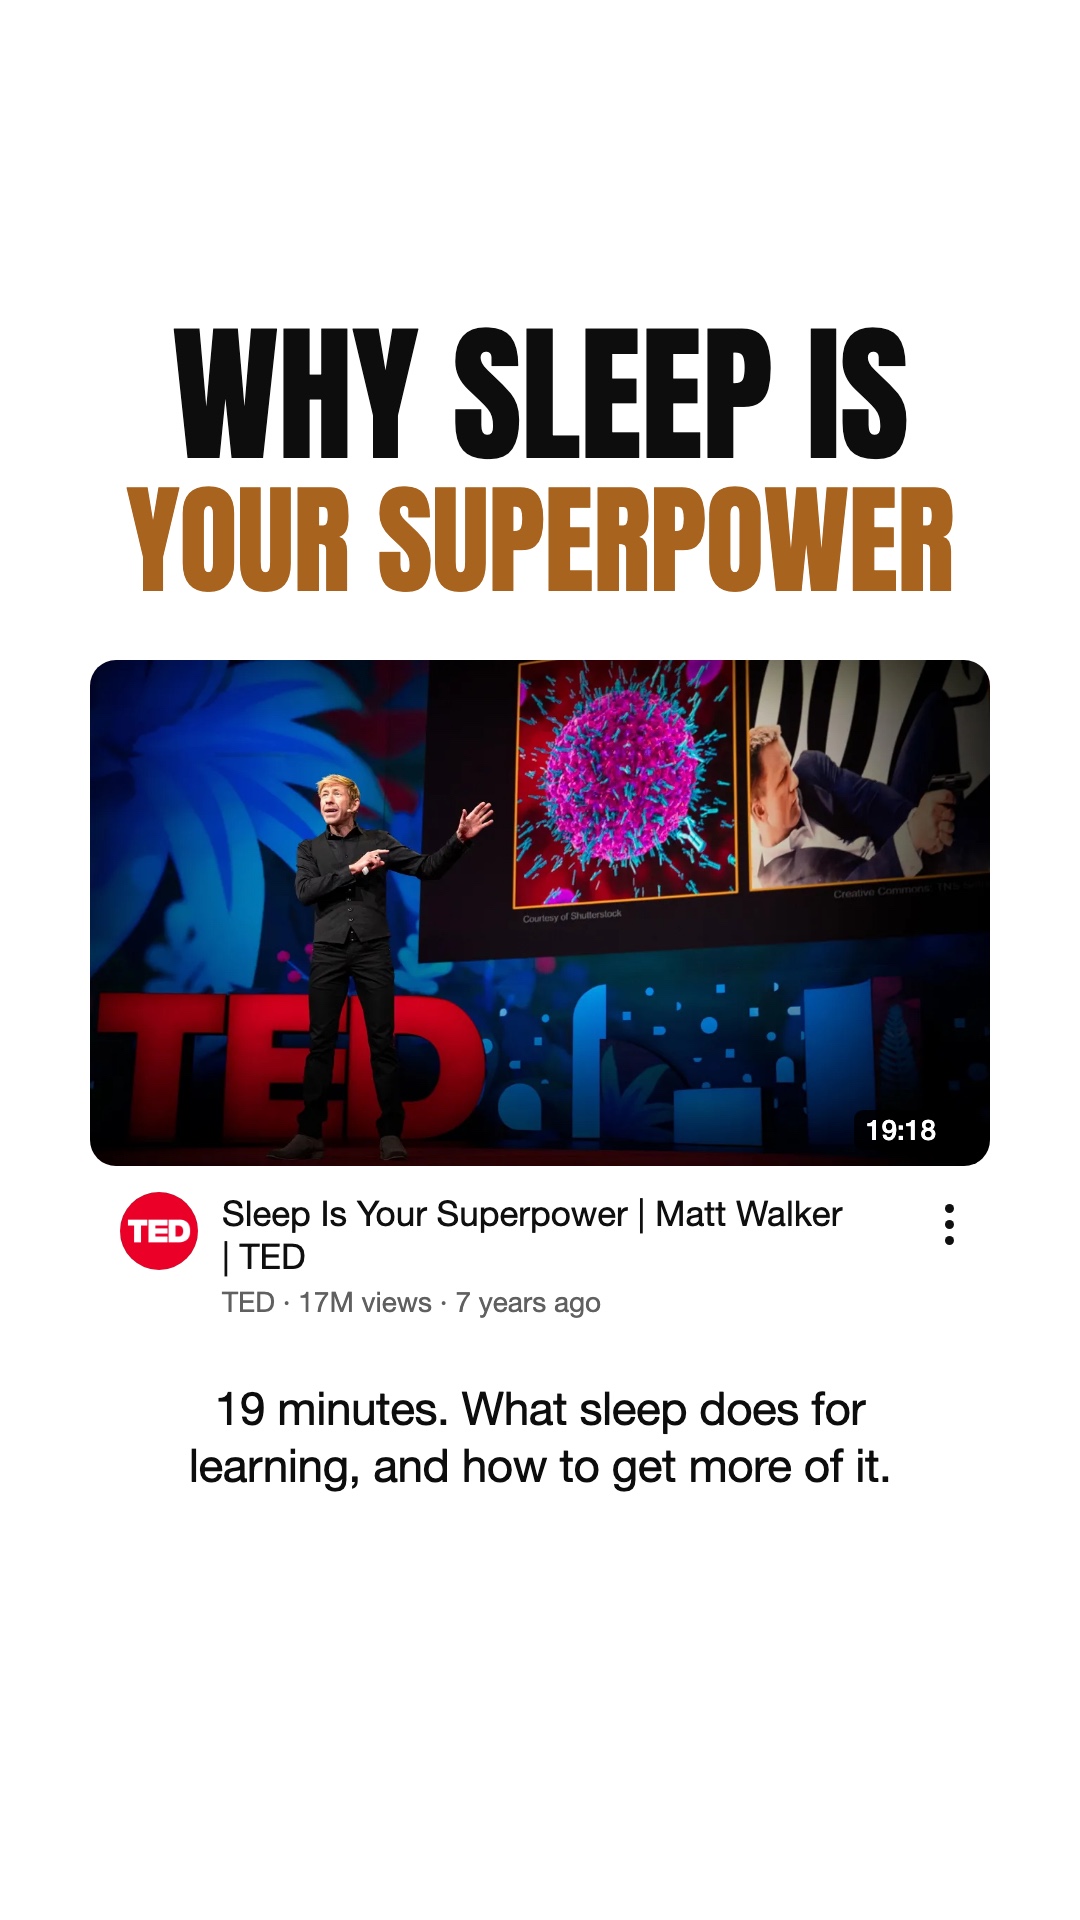 WHY SLEEP IS
YOUR SUPERPOWER
Courtesy of Shutterstock
Creative Commons
TED
19:18
TED
Sleep Is Your Superpower | Matt Walker
| TED
TED · 17M views · 7 years ago
19 minutes. What sleep does for
learning, and how to get more of it.